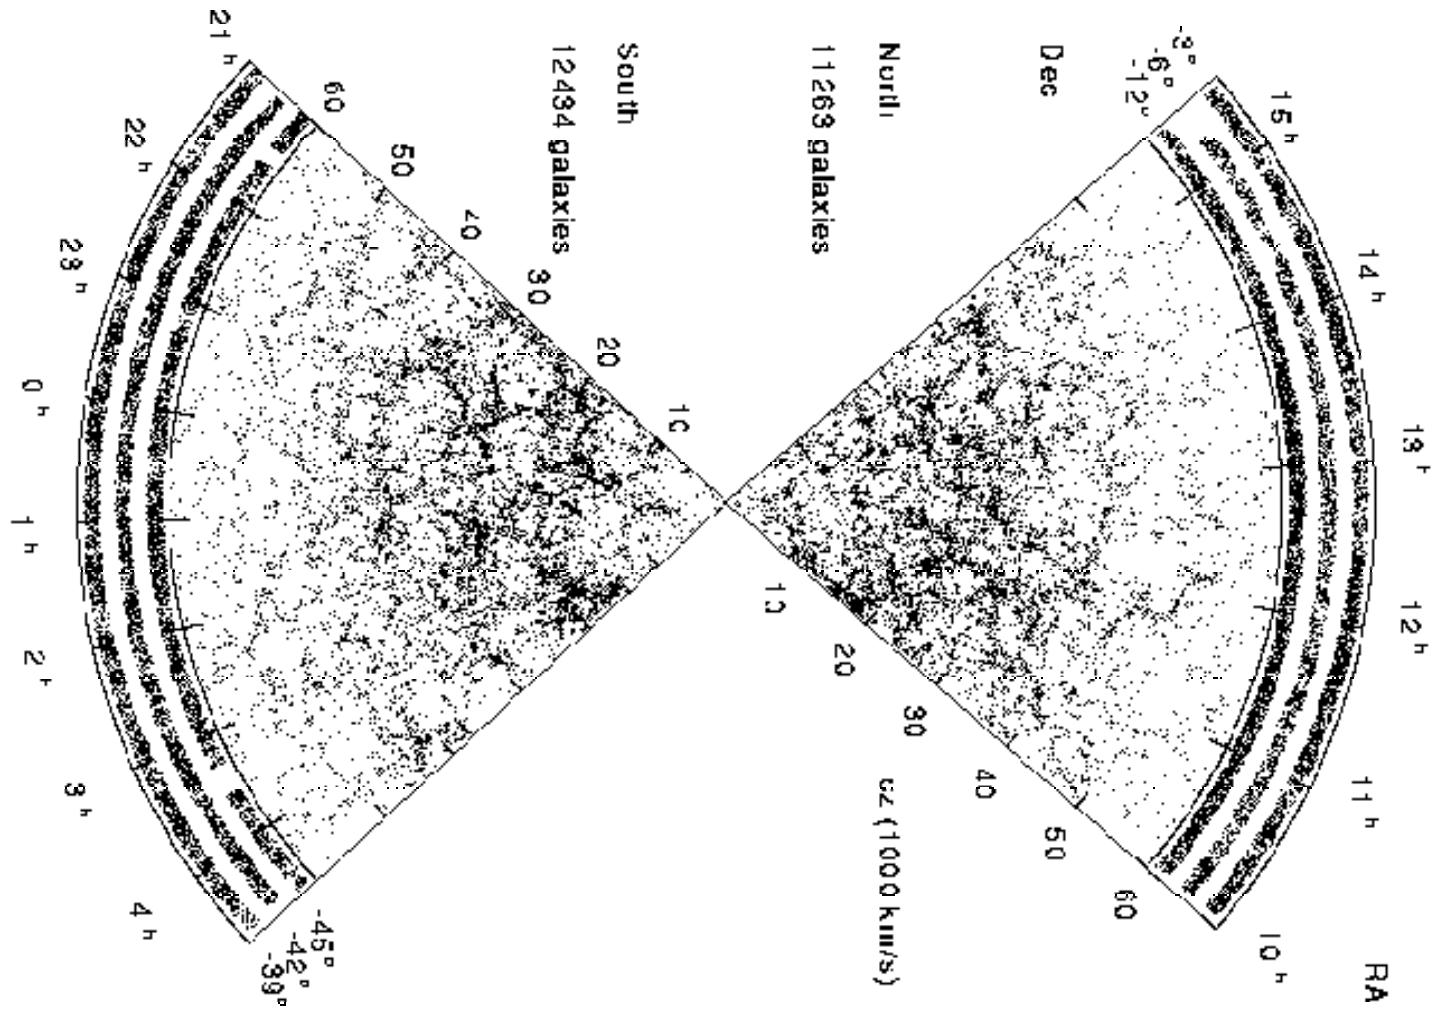 15 h
14 h
13 h
12 h
11 h
10 h
RA
-3°
-6°
-12°
Dec
North
11263 galaxies
cz (1000 km/s)
60
50
40
30
20
10
South
12434 galaxies
10
20
30
40
50
60
-45°
-42°
-39°
21 h
22 h
23 h
0 h
1 h
2 h
3 h
4 h